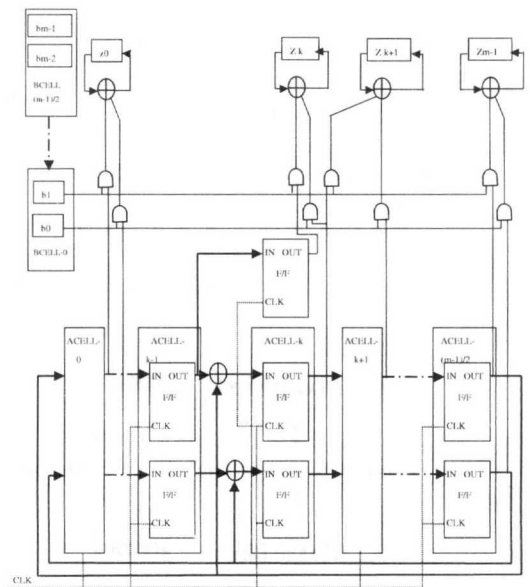 bm-1
bm-2
BCELL
(m-1)/2
z0
Z k
Z k+1
Zm-1
b1
b0
BCELL-0
IN OUT
F/F
CLK
ACELL-
0
ACELL-
k-1
ACELL-k
ACELL-
k+1
ACELL-
(m-1)/2
IN OUT
F/F
CLK
IN OUT
F/F
CLK
IN OUT
F/F
CLK
IN OUT
F/F
CLK
IN OUT
F/F
CLK
IN OUT
F/F
CLK
CLK